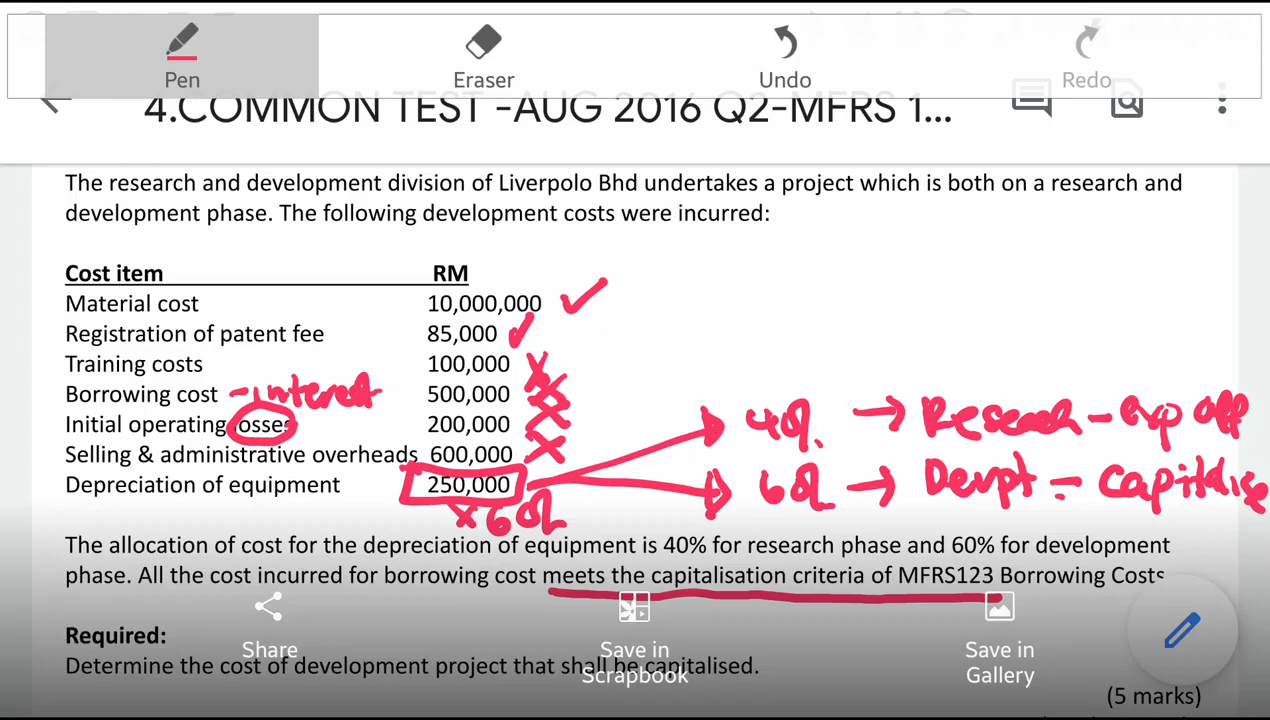 Pen
Eraser
Undo
Redo
4.COMMON TEST -AUG 2016 Q2-MFRS 1...
The research and development division of Liverpolo Bhd undertakes a project which is both on a research and
development phase. The following development costs were incurred:
Cost item RM
Material cost 10,000,000
Registration of patent fee 85,000
Training costs 100,000
Borrowing cost - interest 500,000
Initial operating losses 200,000
Selling & administrative overheads 600,000
Depreciation of equipment 250,000
x 60%
40% → Research - exp off
60% → Devpt - capitalise
The allocation of cost for the depreciation of equipment is 40% for research phase and 60% for development
phase. All the cost incurred for borrowing cost meets the capitalisation criteria of MFRS123 Borrowing Costs
Required:
Determine the cost of development project that shall be capitalised.
(5 marks)
Share
Save in
Scrapbook
Save in
Gallery